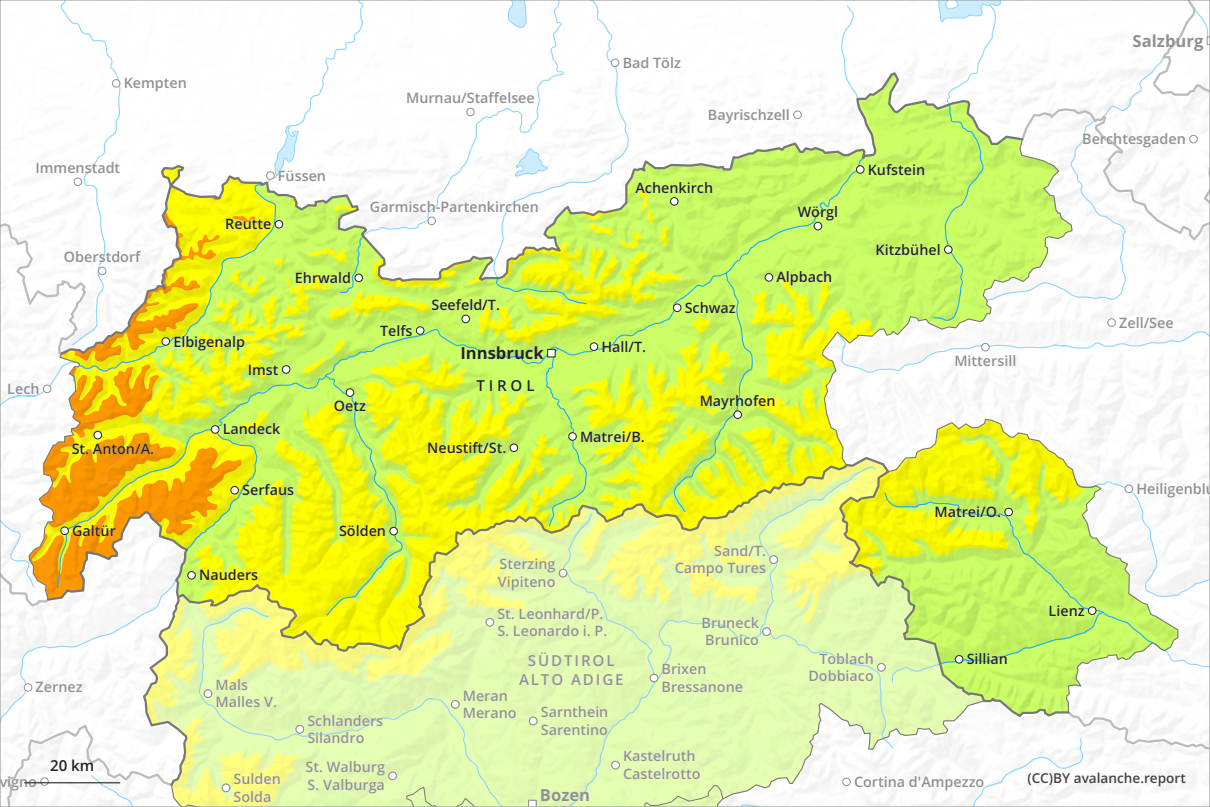 Salzburg
Bad Tölz
Kempten
Murnau/Staffelsee
Bayrischzell
Berchtesgaden
Immenstadt
Füssen
Kufstein
Achenkirch
Garmisch-Partenkirchen
Wörgl
Reutte
Oberstdorf
Kitzbühel
Ehrwald
Alpbach
Seefeld/T.
Schwaz
Zell/See
Telfs
Elbigenalp
Innsbruck
Hall/T.
Mittersill
Imst
TIROL
Lech
Oetz
Mayrhofen
Landeck
Matrei/B.
St. Anton/A.
Neustift/St.
Serfaus
Heiligenblu
Matrei/O.
Galtür
Sölden
Sand/T.
Campo Tures
Sterzing
Vipiteno
Nauders
Lienz
St. Leonhard/P.
S. Leonardo i. P.
Bruneck
Brunico
Sillian
SÜDTIROL
ALTO ADIGE
Toblach
Dobbiaco
Brixen
Bressanone
Zernez
Mals
Malles V.
Meran
Merano
Sarnthein
Sarentino
Schlanders
Silandro
Kastelruth
Castelrotto
20 km
St. Walburg
S. Valburga
vigno
Sulden
Solda
Cortina d'Ampezzo
(CC)BY avalanche.report
Bozen